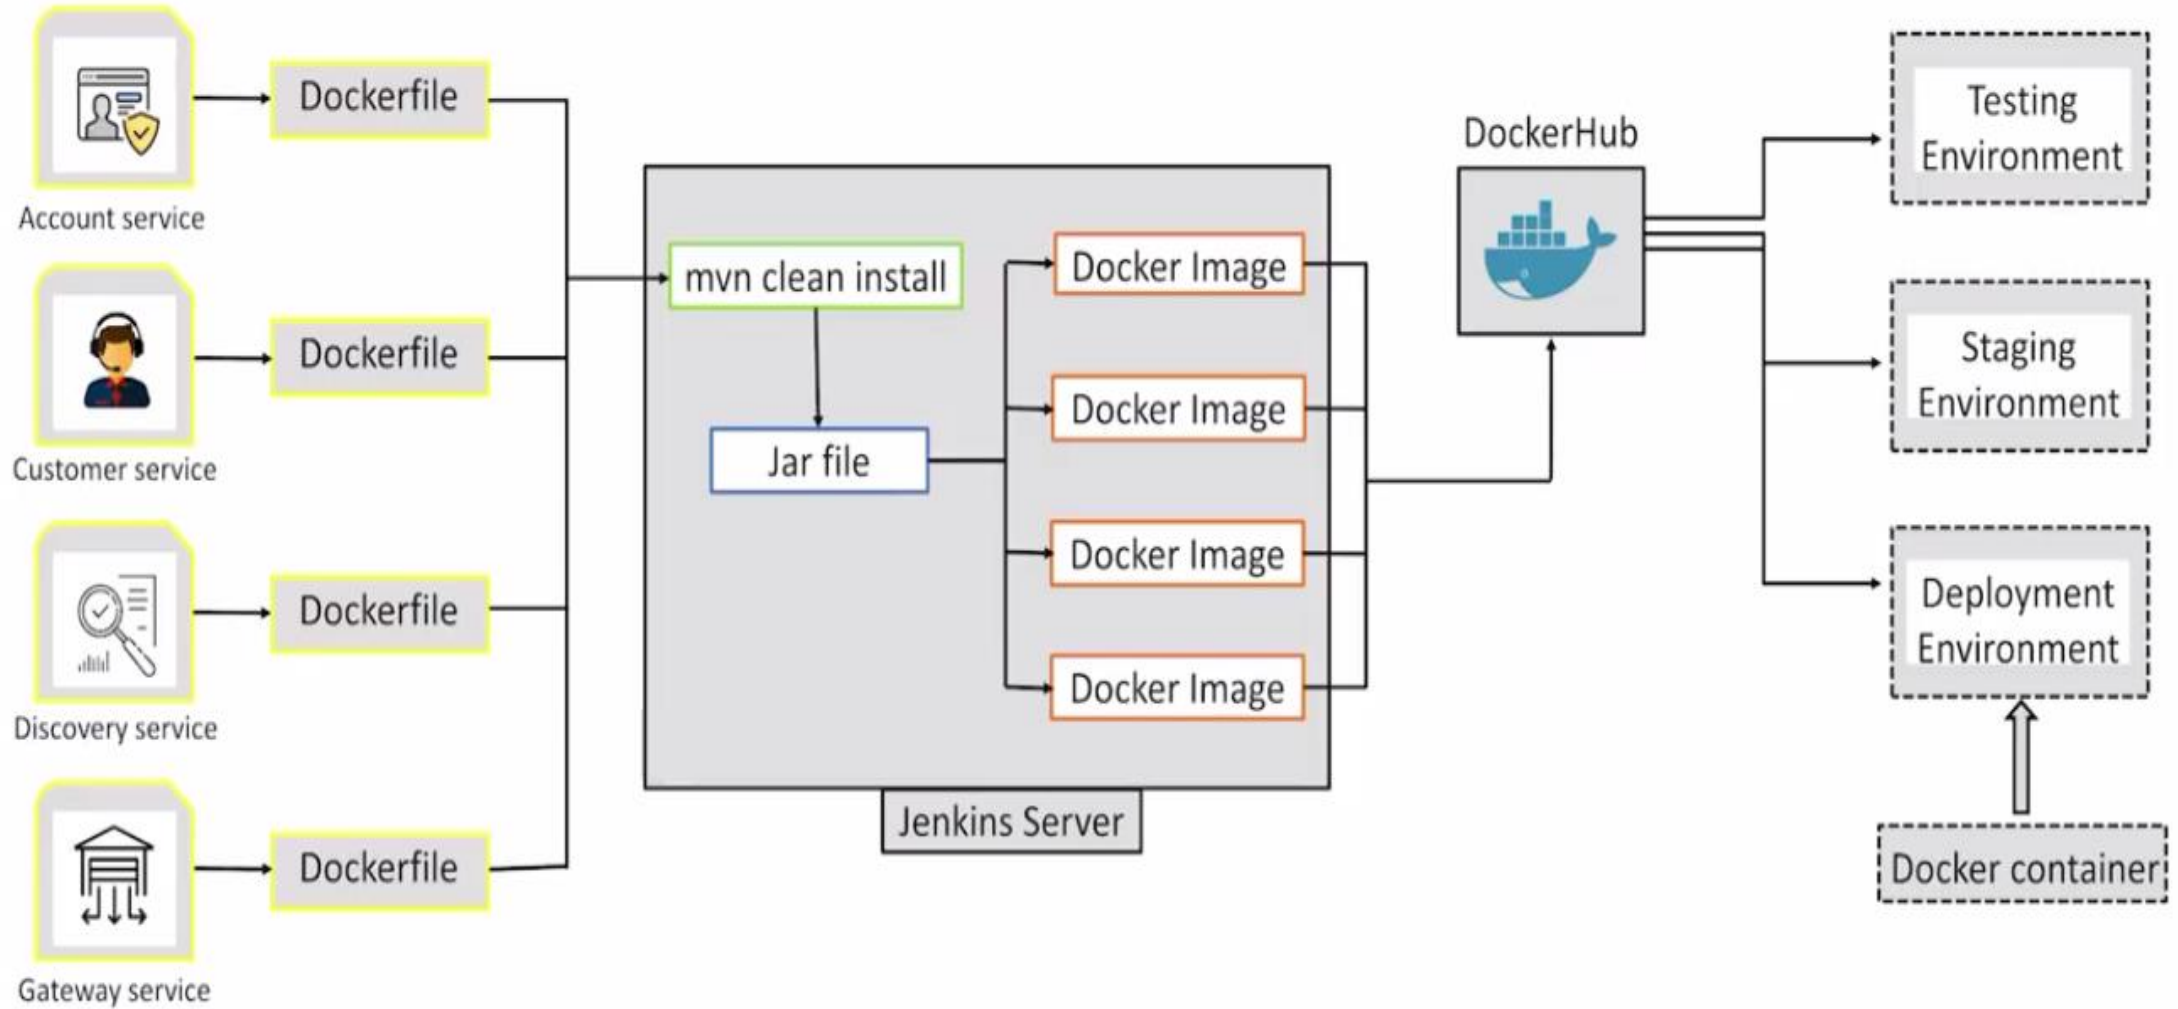 Dockerfile
Account service
Dockerfile
Customer service
Dockerfile
Discovery service
Dockerfile
Gateway service
mvn clean install
Jar file
Docker Image
Docker Image
Docker Image
Docker Image
Jenkins Server
DockerHub
Testing
Environment
Staging
Environment
Deployment
Environment
Docker container